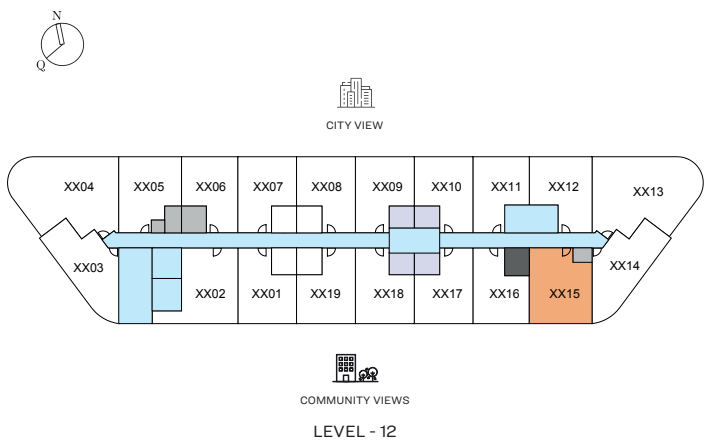 N
Q
CITY VIEW
XX04 XX05 XX06 XX07 XX08 XX09 XX10 XX11 XX12 XX13
XX03 XX14
XX02 XX01 XX19 XX18 XX17 XX16 XX15
COMMUNITY VIEWS
LEVEL - 12